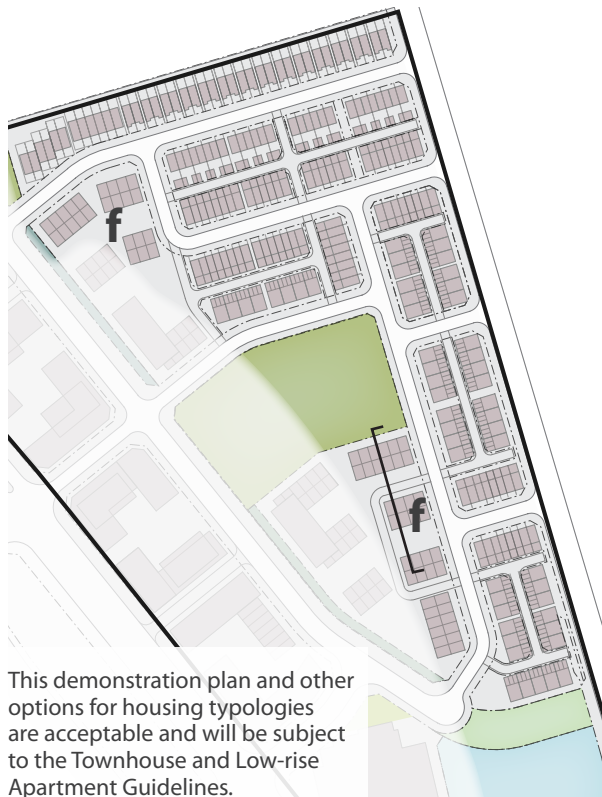 f
f
This demonstration plan and other
options for housing typologies
are acceptable and will be subject
to the Townhouse and Low-rise
Apartment Guidelines.